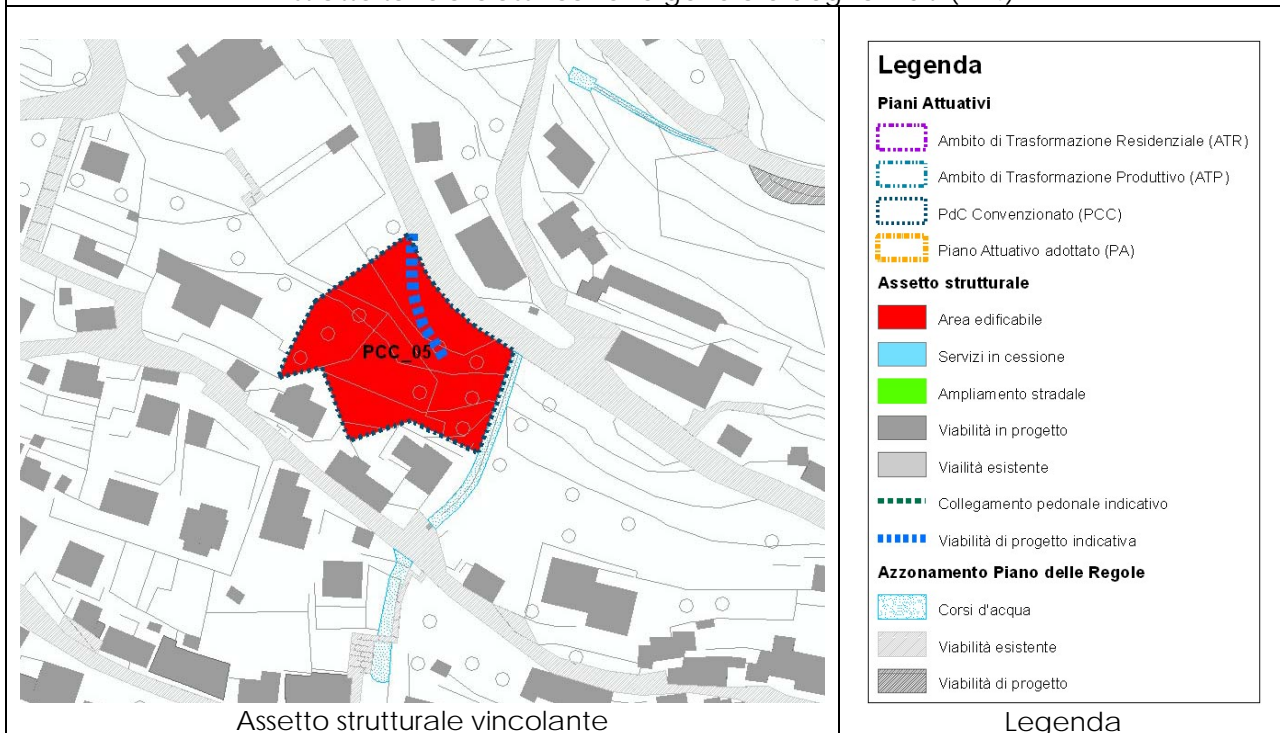 Legenda
Piani Attuativi
Ambito di Trasformazione Residenziale (ATR)
Ambito di Trasformazione Produttivo (ATP)
PdC Convenzionato (PCC)
Piano Attuativo adottato (PA)
Assetto strutturale
Area edificabile
Servizi in cessione
Ampliamento stradale
Viabilità in progetto
Viailità esistente
Collegamento pedonale indicativo
Viabilità di progetto indicativa
Azzonamento Piano delle Regole
Corsi d'acqua
Viabilità esistente
Viabilità di progetto
PCC_05
Assetto strutturale vincolante
Legenda